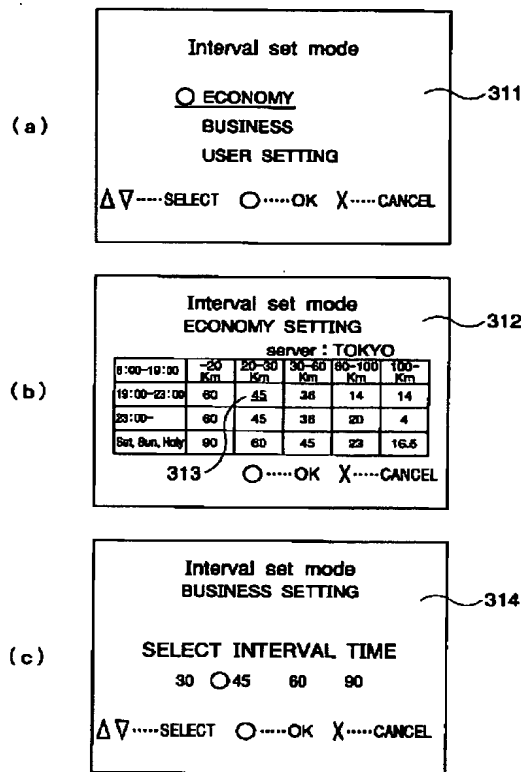 Interval set mode
ECONOMY
BUSINESS
USER SETTING
△ ▽ ----- SELECT ○ ····· OK X ····· CANCEL
311
(a)
Interval set mode
ECONOMY SETTING
server : TOKYO
8:00-19:00 -20 Km 20-30 Km 30-60 Km 60-100 Km 100- Km
19:00-23:00 60 45 36 14 14
23:00- 60 45 36 20 4
Sat, Sun, Holy 90 60 45 23 16.5
313 ○ ····· OK X ····· CANCEL
312
(b)
Interval set mode
BUSINESS SETTING
SELECT INTERVAL TIME
30 ○ 45 60 90
△ ▽ ····· SELECT ○ ····· OK X ····· CANCEL
314
(c)